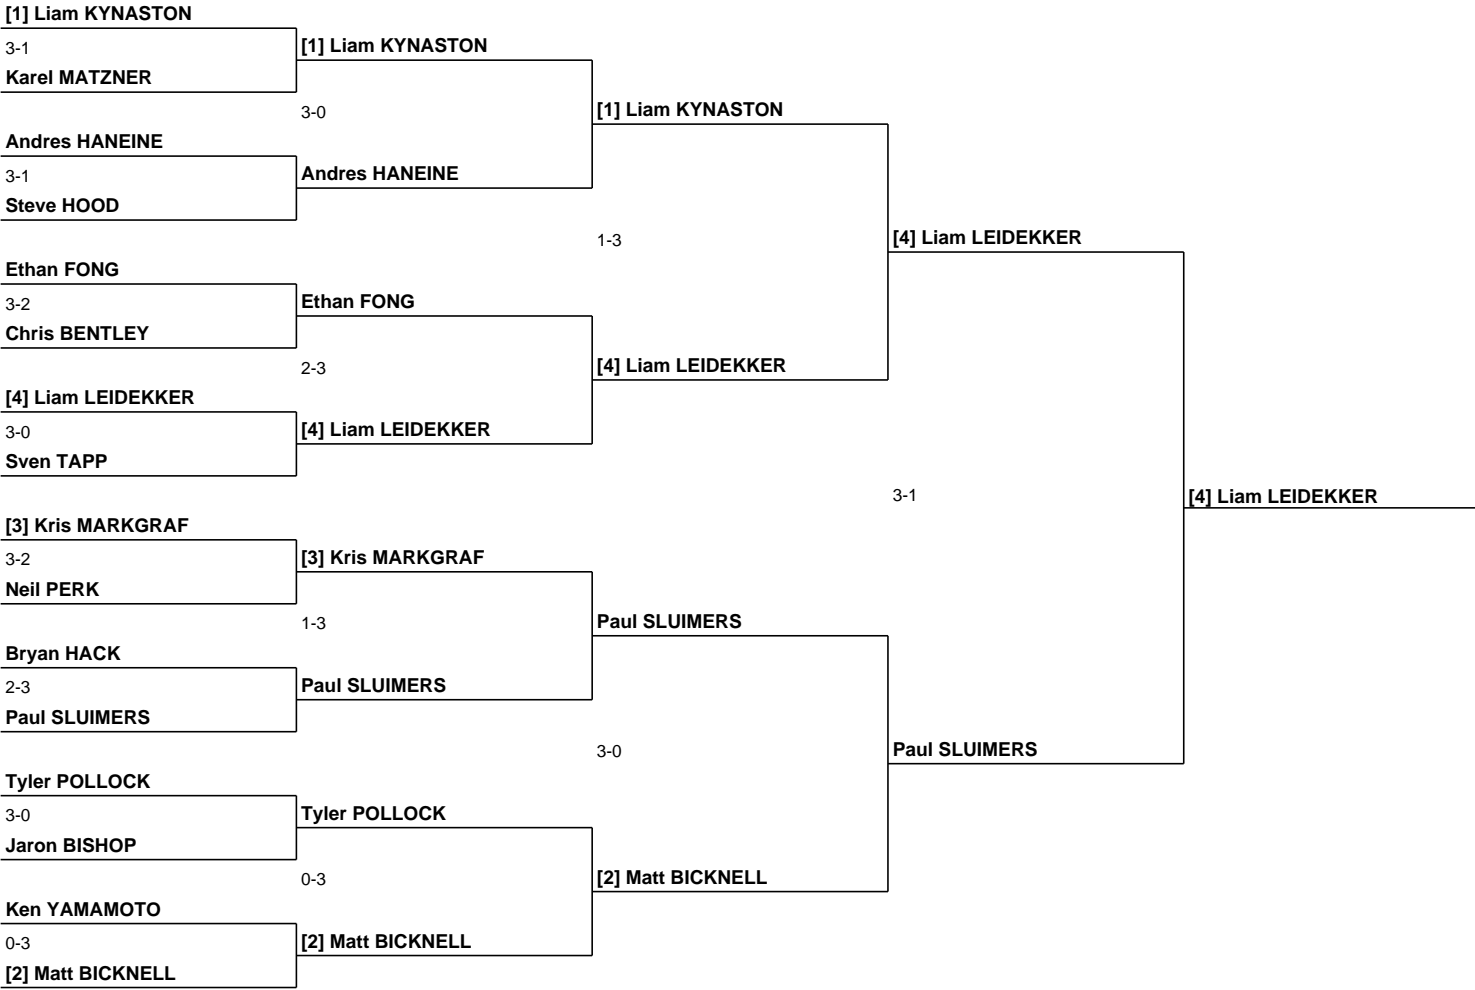 [1] Liam KYNASTON
3-1
[1] Liam KYNASTON
Karel MATZNER
3-0
[1] Liam KYNASTON
Andres HANEINE
3-1
Andres HANEINE
Steve HOOD
1-3
[4] Liam LEIDEKKER
Ethan FONG
3-2
Ethan FONG
Chris BENTLEY
2-3
[4] Liam LEIDEKKER
[4] Liam LEIDEKKER
3-0
[4] Liam LEIDEKKER
Sven TAPP
3-1
[4] Liam LEIDEKKER
[3] Kris MARKGRAF
3-2
[3] Kris MARKGRAF
Neil PERK
1-3
Paul SLUIMERS
Bryan HACK
2-3
Paul SLUIMERS
Paul SLUIMERS
3-0
Paul SLUIMERS
Tyler POLLOCK
3-0
Tyler POLLOCK
Jaron BISHOP
0-3
[2] Matt BICKNELL
Ken YAMAMOTO
0-3
[2] Matt BICKNELL
[2] Matt BICKNELL